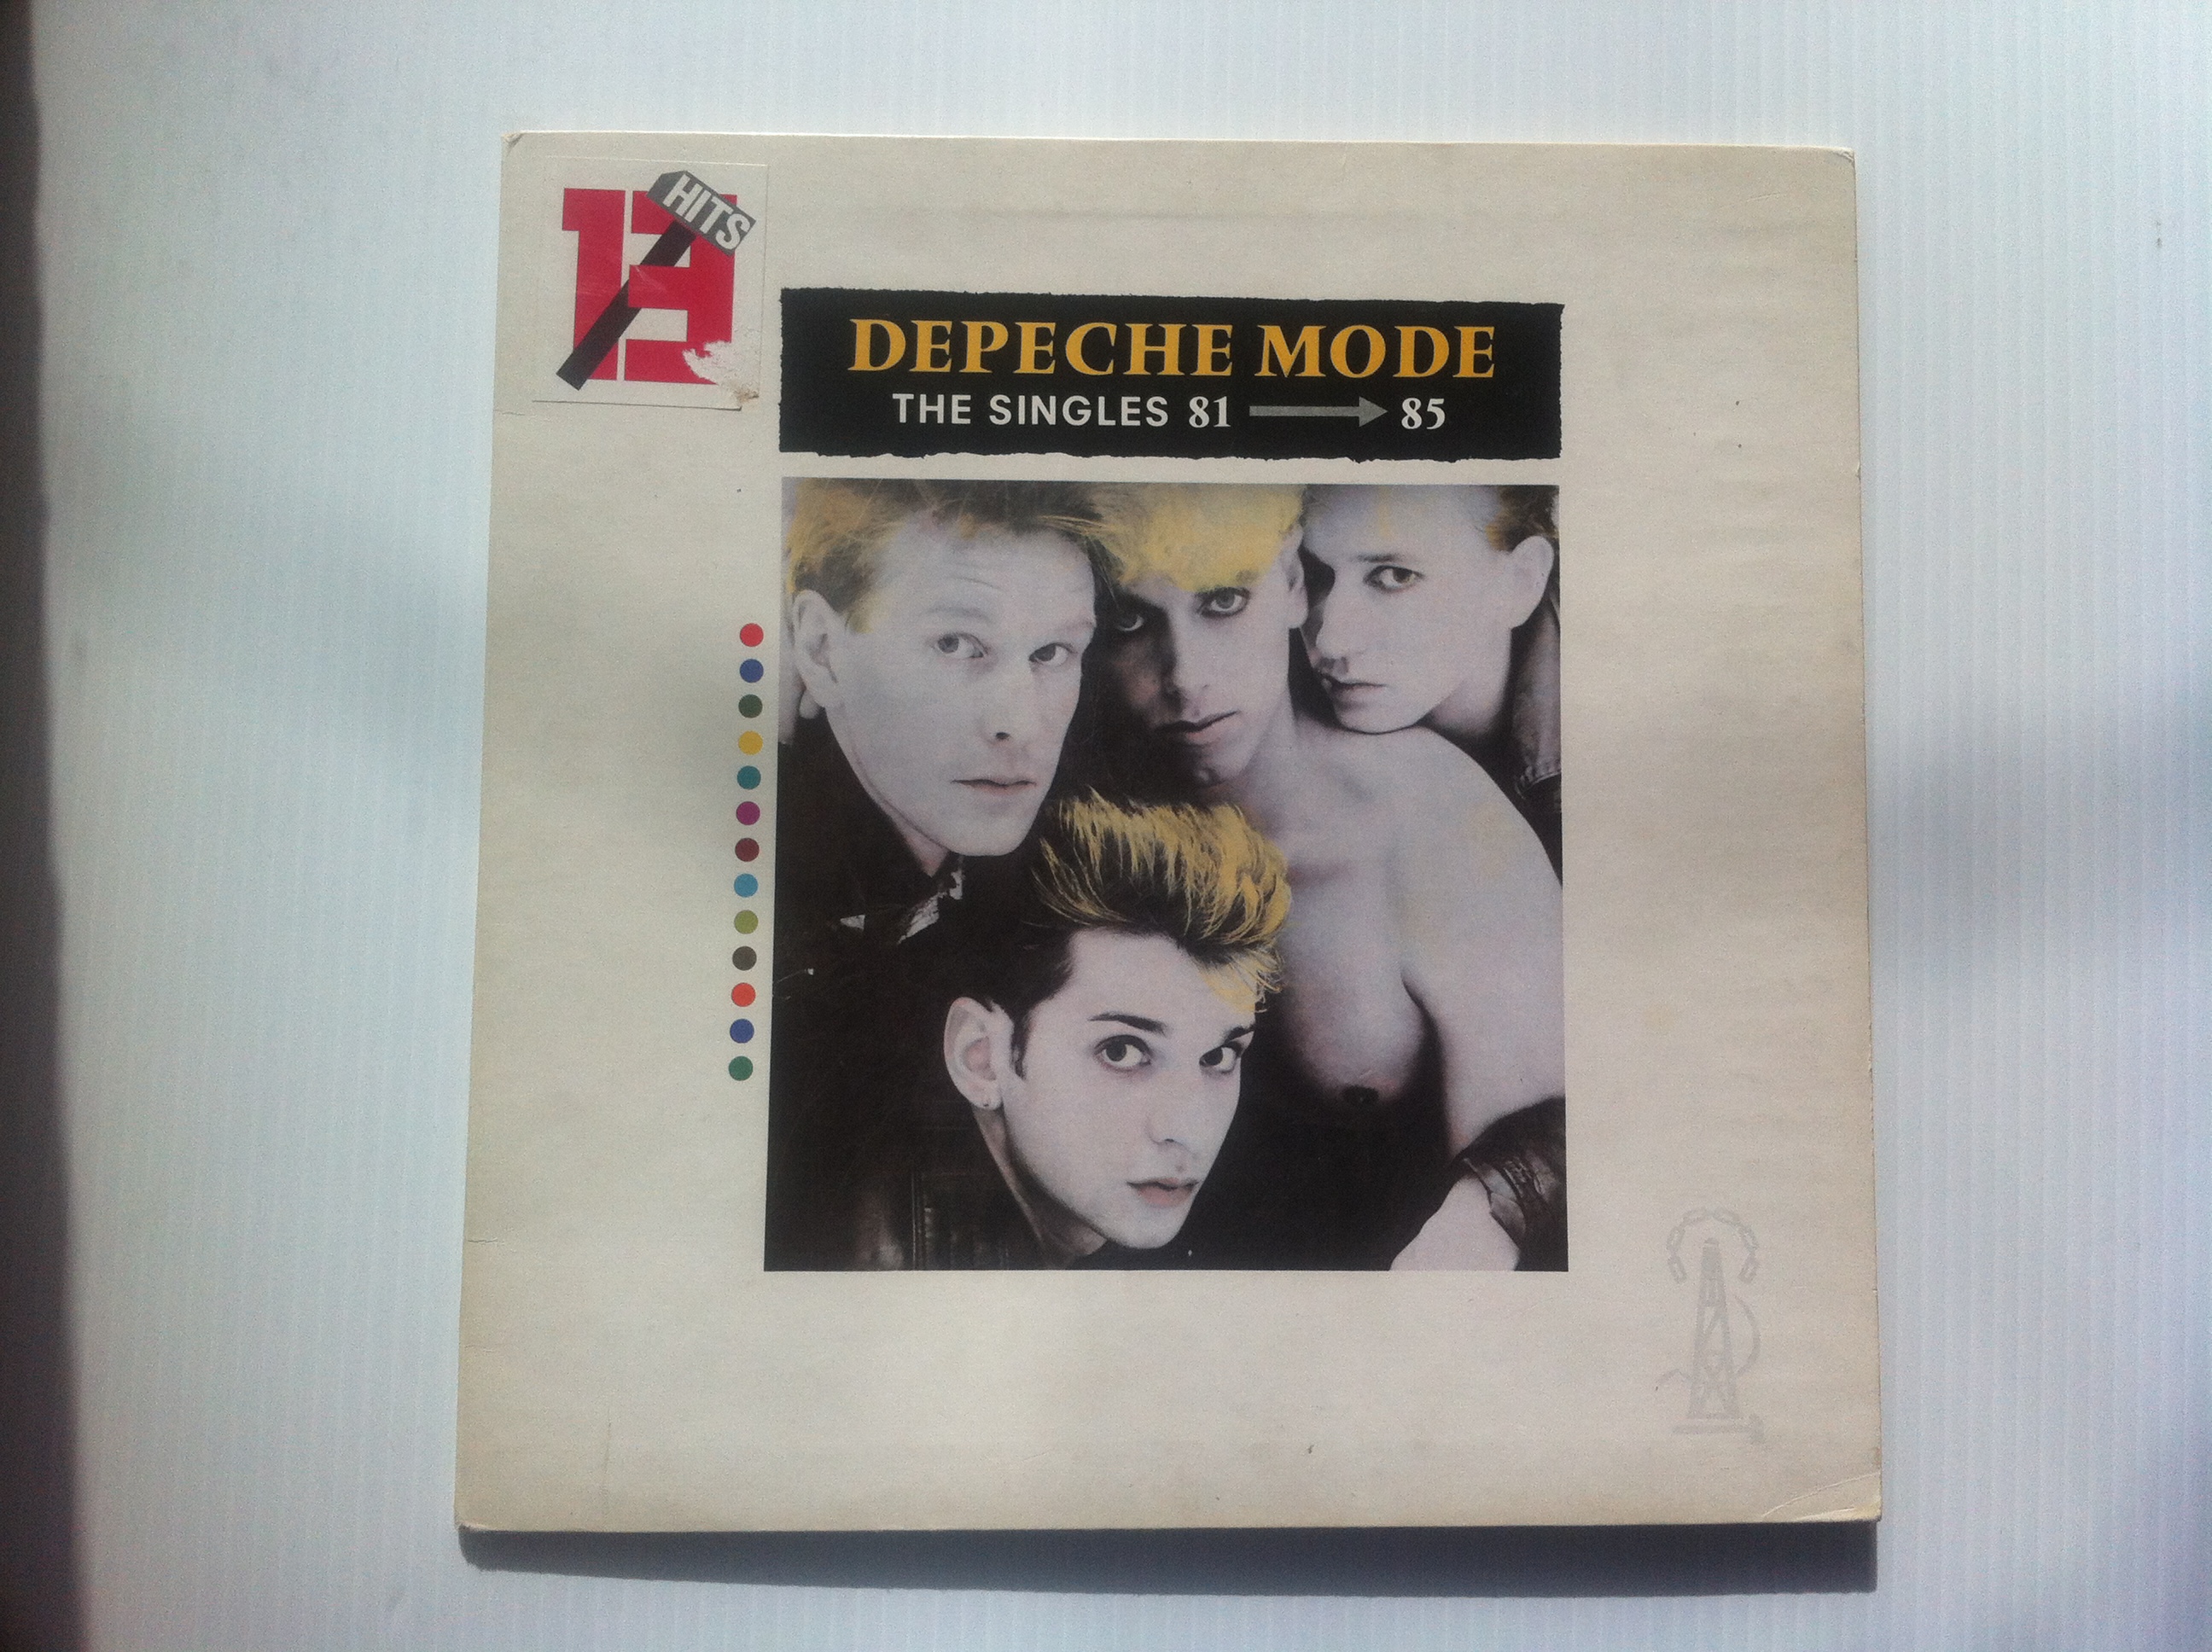 13 HITS
DEPECHE MODE
THE SINGLES 81 → 85